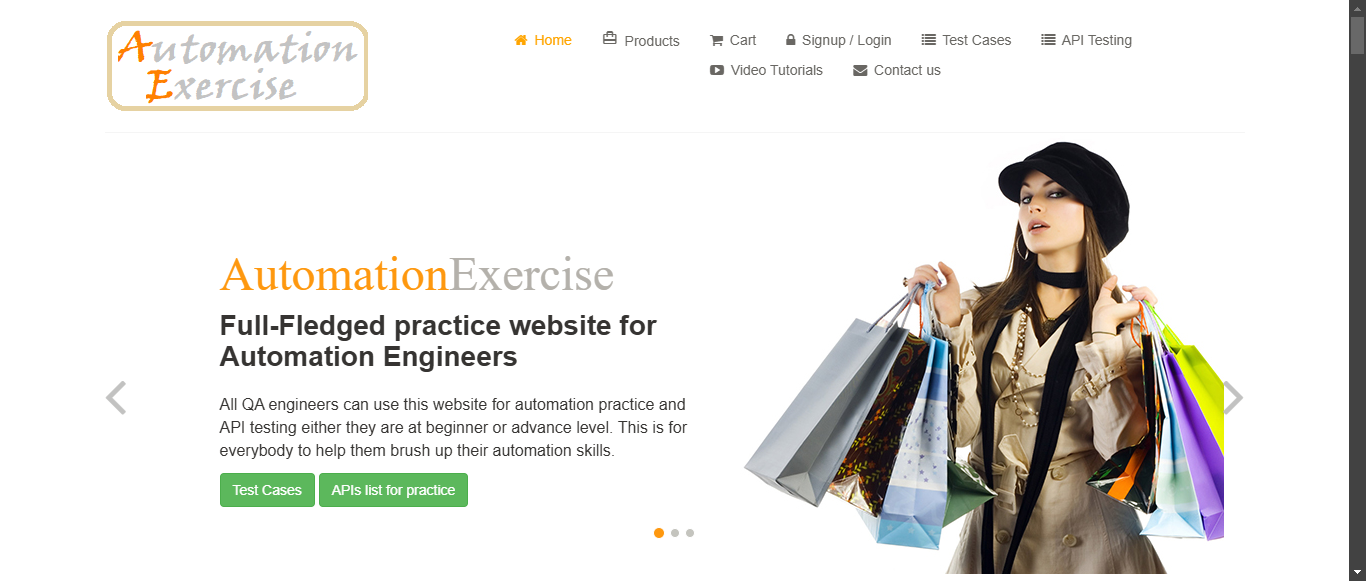 Automation
Exercise
Home Products Cart Signup / Login Test Cases API Testing
Video Tutorials Contact us
AutomationExercise
Full-Fledged practice website for
Automation Engineers
All QA engineers can use this website for automation practice and
API testing either they are at beginner or advance level. This is for
everybody to help them brush up their automation skills.
Test Cases APIs list for practice